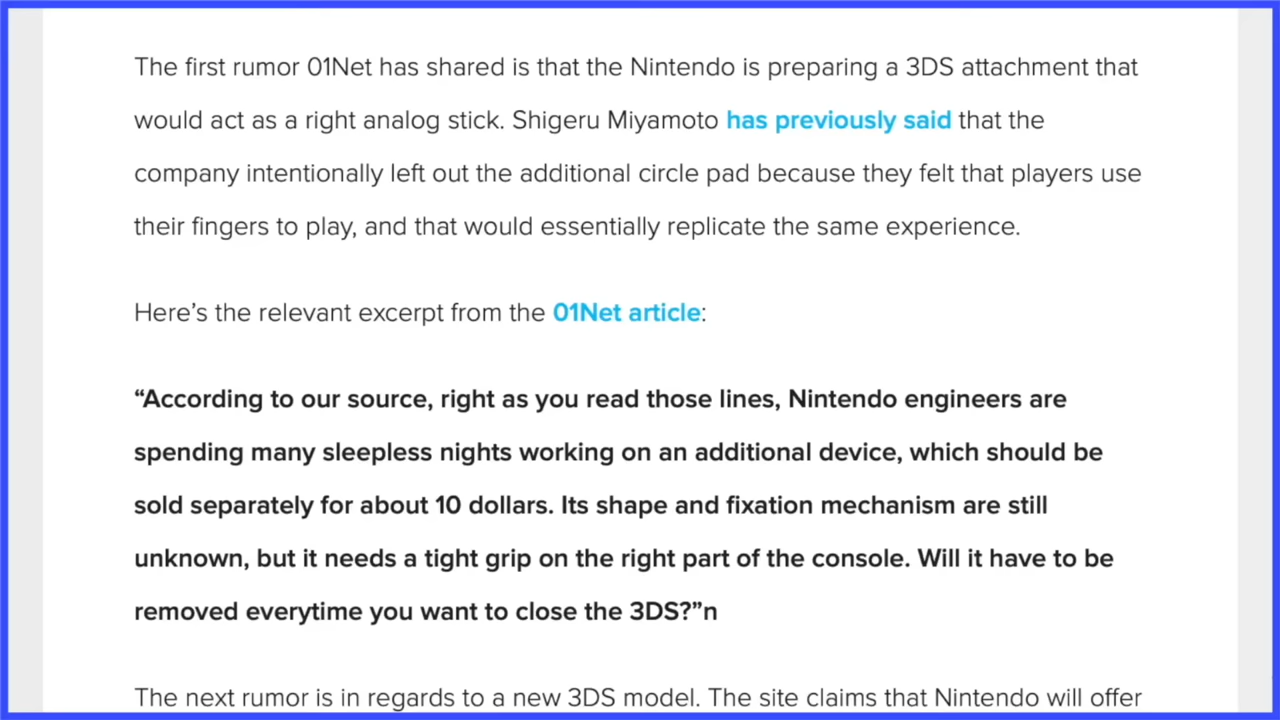 The first rumor 01Net has shared is that the Nintendo is preparing a 3DS attachment that
would act as a right analog stick. Shigeru Miyamoto has previously said that the
company intentionally left out the additional circle pad because they felt that players use
their fingers to play, and that would essentially replicate the same experience.
Here’s the relevant excerpt from the 01Net article:
“According to our source, right as you read those lines, Nintendo engineers are
spending many sleepless nights working on an additional device, which should be
sold separately for about 10 dollars. Its shape and fixation mechanism are still
unknown, but it needs a tight grip on the right part of the console. Will it have to be
removed everytime you want to close the 3DS?”n
The next rumor is in regards to a new 3DS model. The site claims that Nintendo will offer